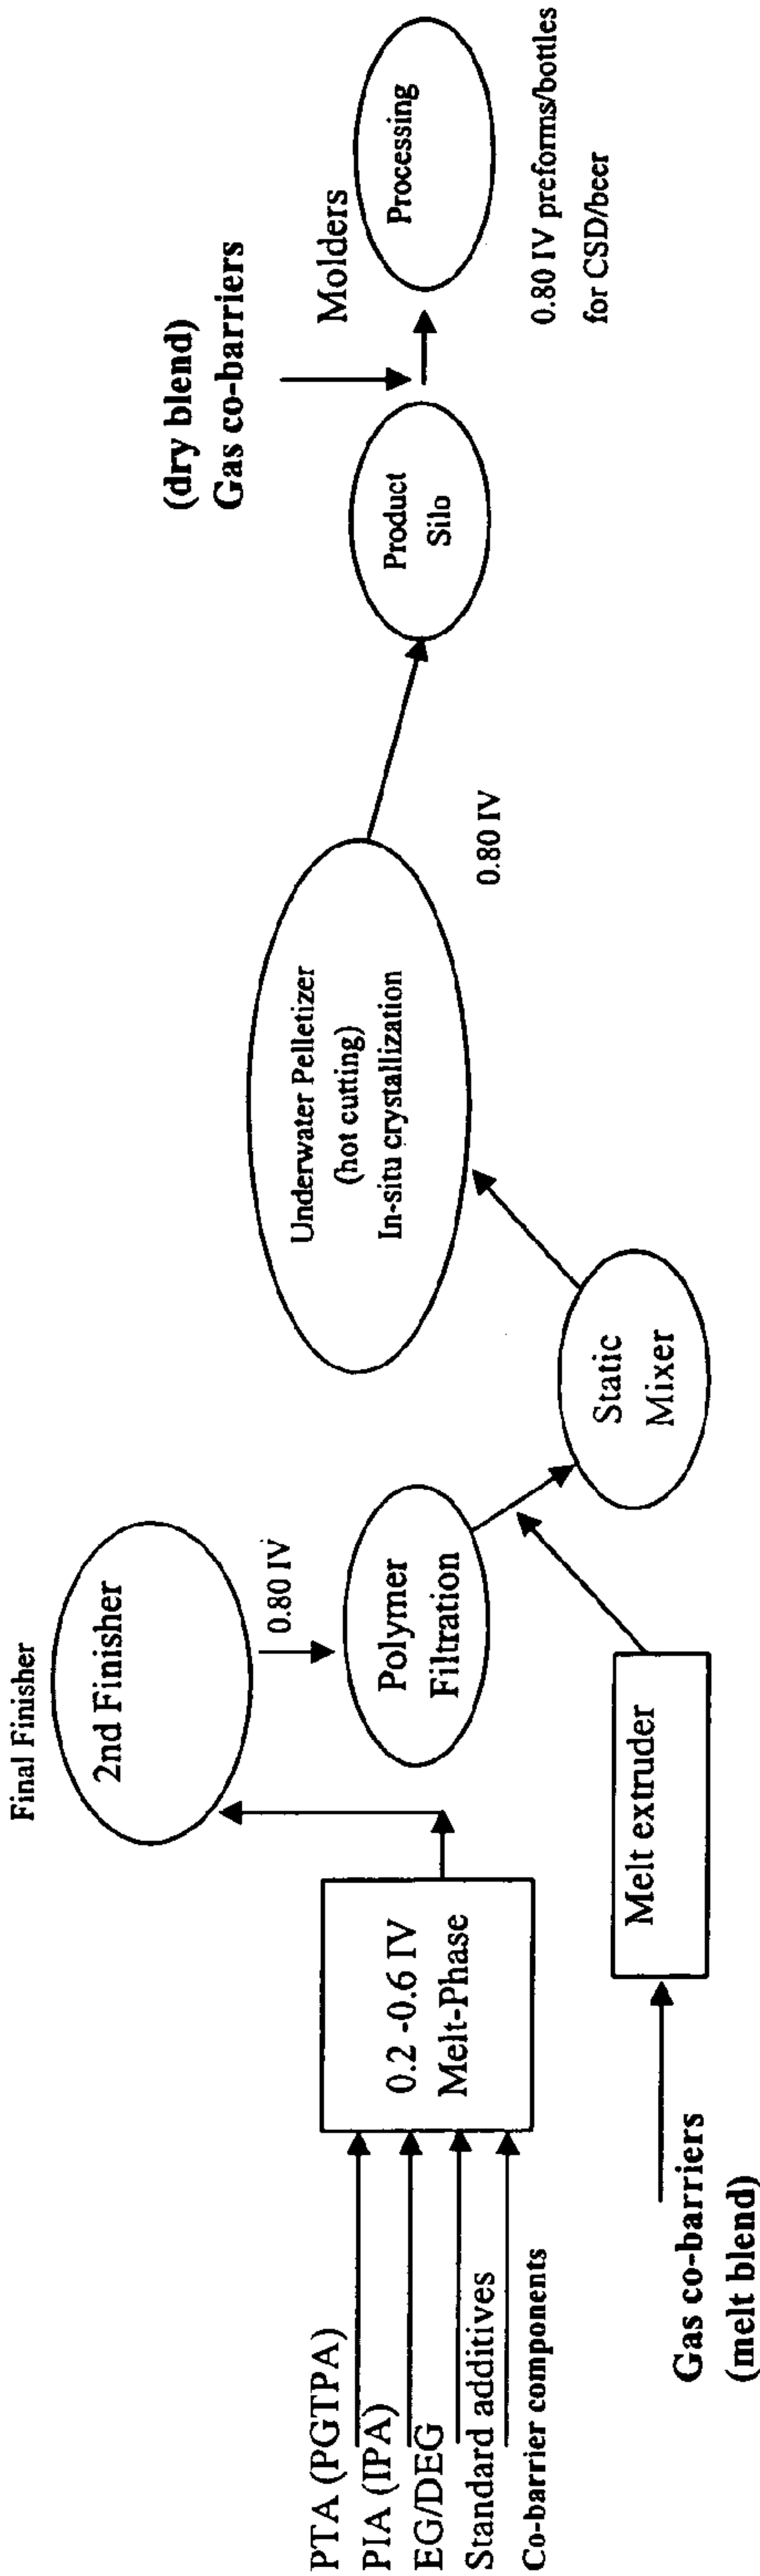 PTA (PGTPA)
PIA (IPA)
EG/DEG
Standard additives
Co-barrier components
0.2 -0.6 IV
Melt-Phase
Final Finisher
2nd Finisher
0.80 IV
Polymer
Filtration
Gas co-barriers
(melt blend)
Melt extruder
Static
Mixer
Underwater Pelletizer
(hot cutting)
In-situ crystallization
0.80 IV
Product
Silo
(dry blend)
Gas co-barriers
Molders
Processing
0.80 IV preforms/bottles
for CSD/beer